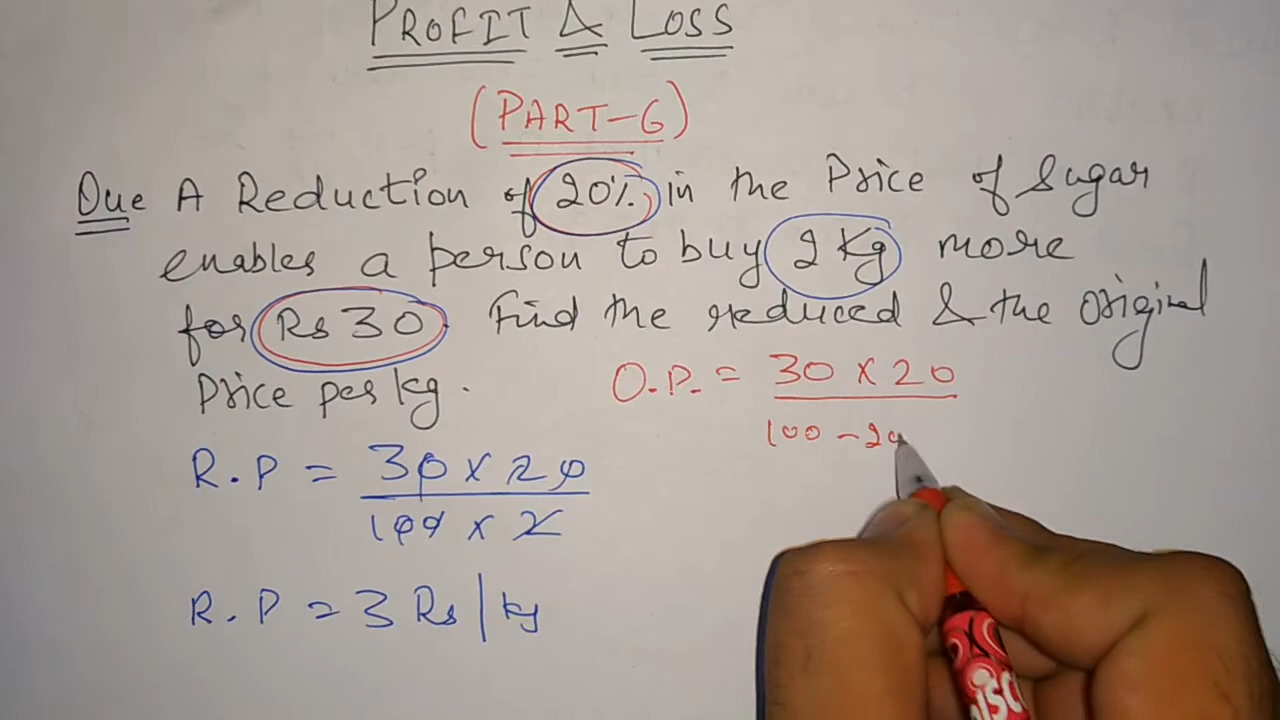 PROFIT & LOSS
(PART-6)
Que A Reduction of 20% in the Price of Sugar
enables a person to buy 2 Kg more
for Rs 30. Find the reduced & the original
Price per kg.
O.P. = 30 x 20
100 - 20
R.P = 30 x 20
100 x 2
R.P = 3 Rs | kg